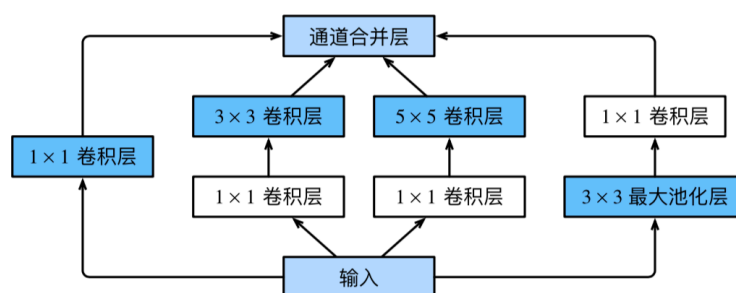 通道合并层
3 × 3 卷积层
5 × 5 卷积层
1 × 1 卷积层
1 × 1 卷积层
1 × 1 卷积层
1 × 1 卷积层
3 × 3 最大池化层
输入